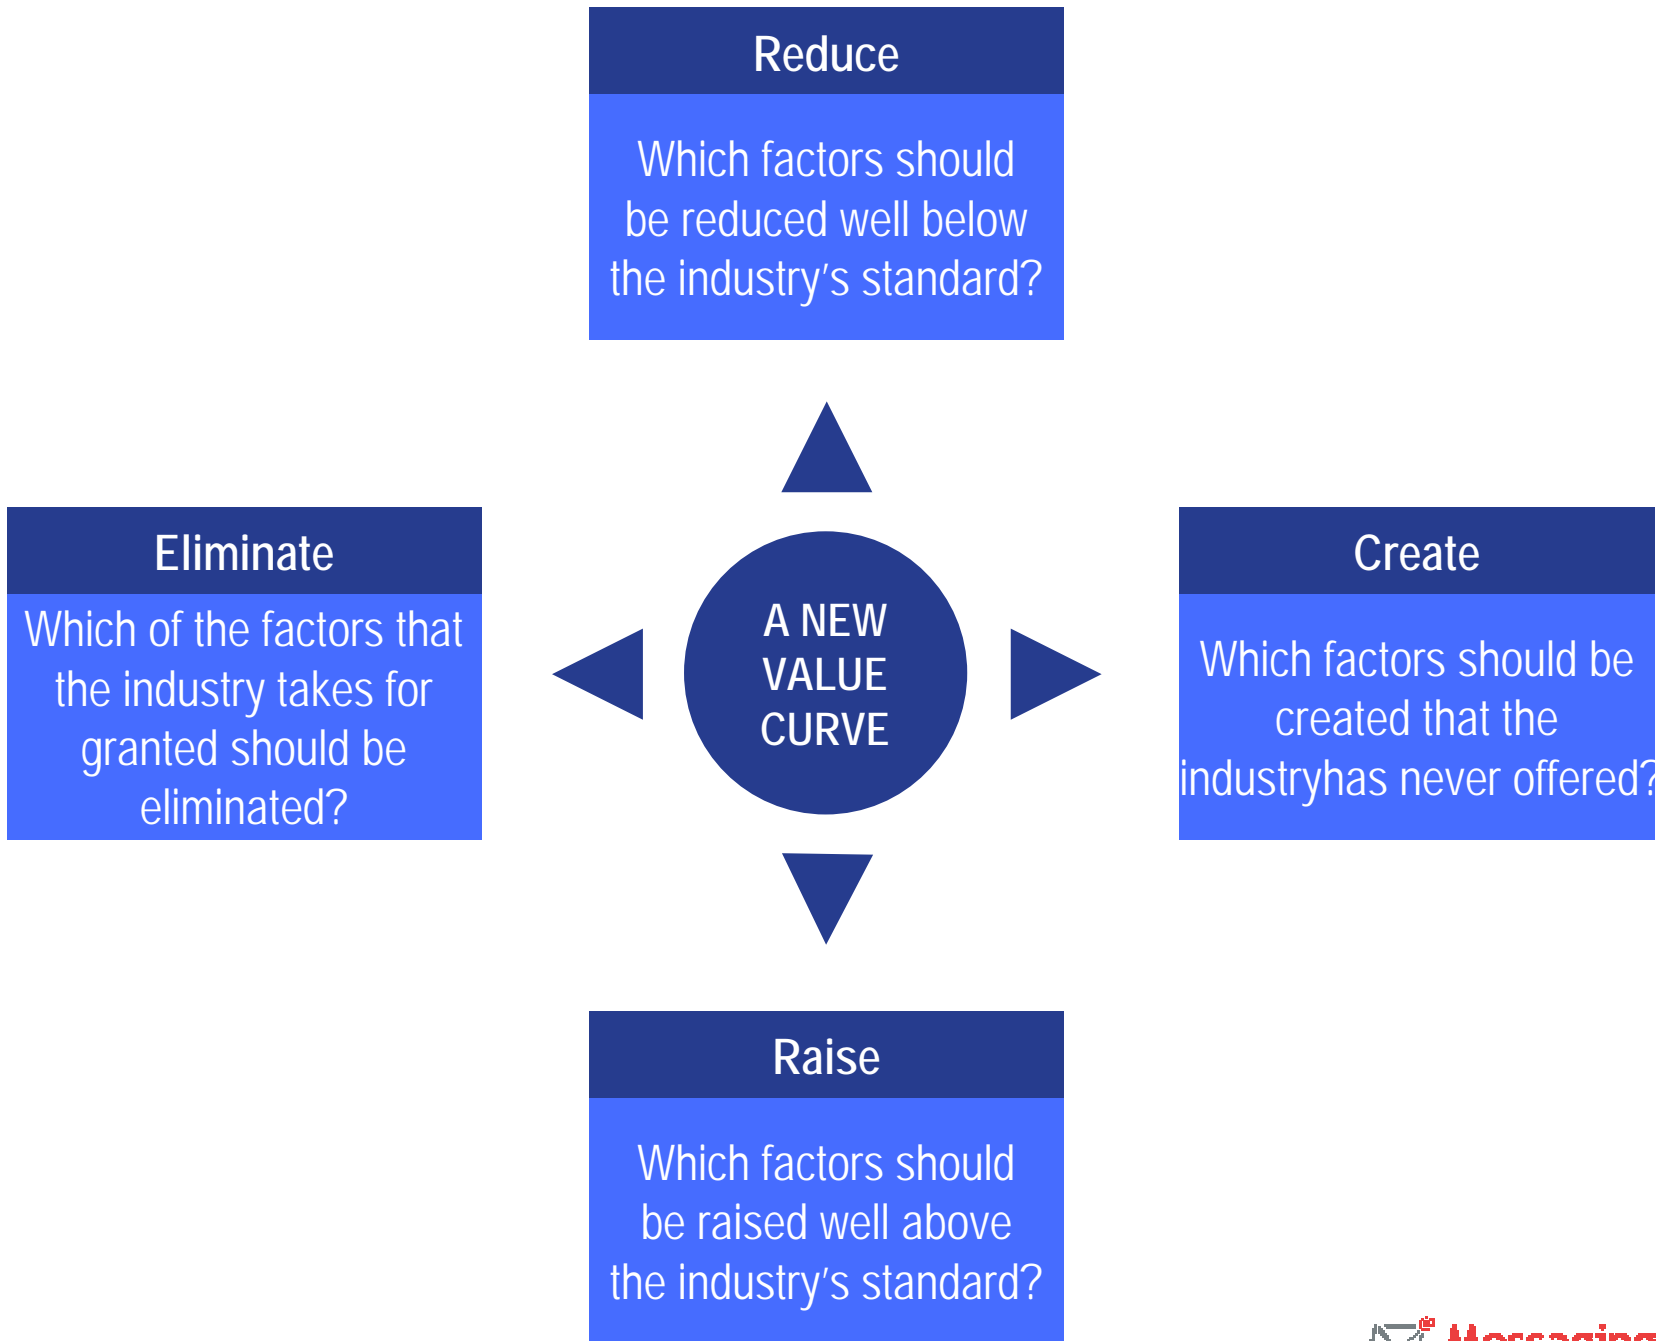 Reduce
Which factors should
be reduced well below
the industry's standard?
Eliminate
Which of the factors that
the industry takes for
granted should be
eliminated?
A NEW
VALUE
CURVE
Create
Which factors should be
created that the
industryhas never offered?
Raise
Which factors should
be raised well above
the industry's standard?
Messaging